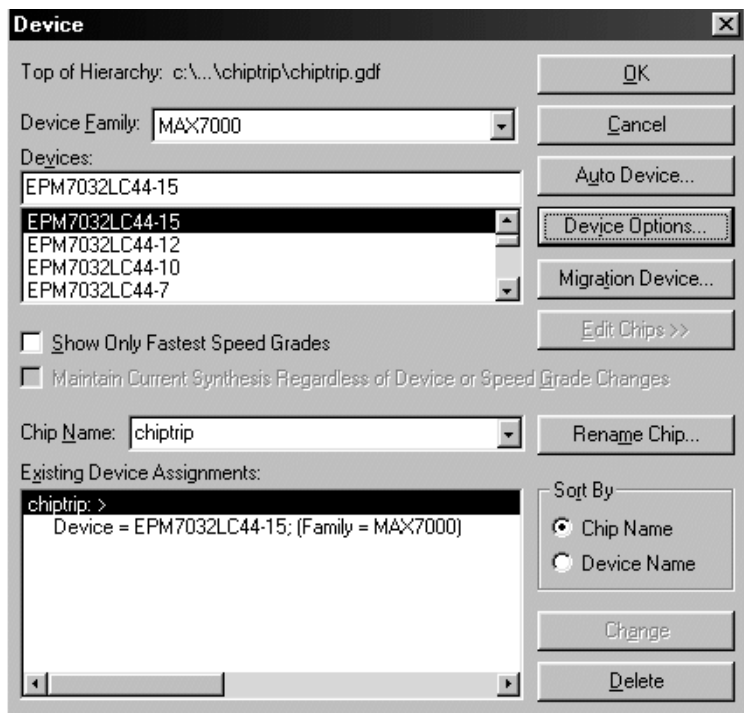 Device
Top of Hierarchy: c:\...\chiptrip\chiptrip.gdf
OK
Device Family: MAX7000
Cancel
Devices:
EPM7032LC44-15
Auto Device...
EPM7032LC44-15
EPM7032LC44-12
EPM7032LC44-10
EPM7032LC44-7
Device Options...
Migration Device...
Edit Chips >>
Show Only Fastest Speed Grades
Maintain Current Synthesis Regardless of Device or Speed Grade Changes
Chip Name: chiptrip
Rename Chip...
Existing Device Assignments:
chiptrip: >
Device = EPM7032LC44-15; (Family = MAX7000)
Sort By
Chip Name
Device Name
Change
Delete